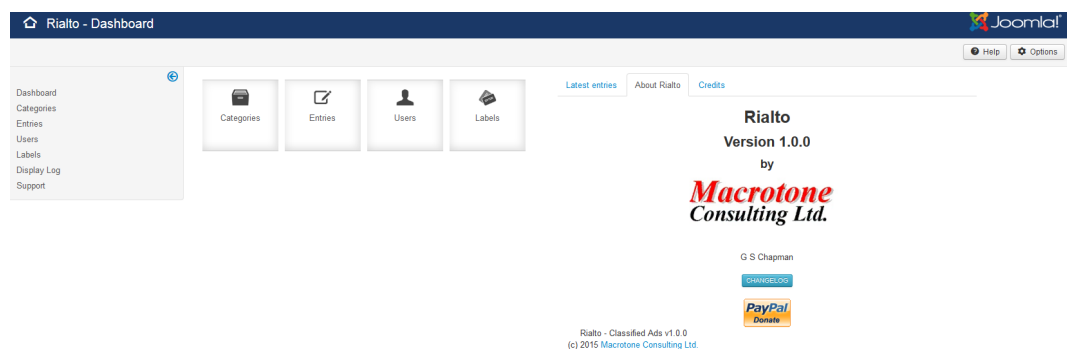 Rialto - Dashboard
Joomla!®
Help
Options
Dashboard
Categories
Entries
Users
Labels
Display Log
Support
Categories
Entries
Users
Labels
Latest entries
About Rialto
Credits
Rialto
Version 1.0.0
by
Macrotone
Consulting Ltd.
G S Chapman
CHANGELOG
PayPal
Donate
Rialto - Classified Ads v1.0.0
(c) 2015 Macrotone Consulting Ltd.